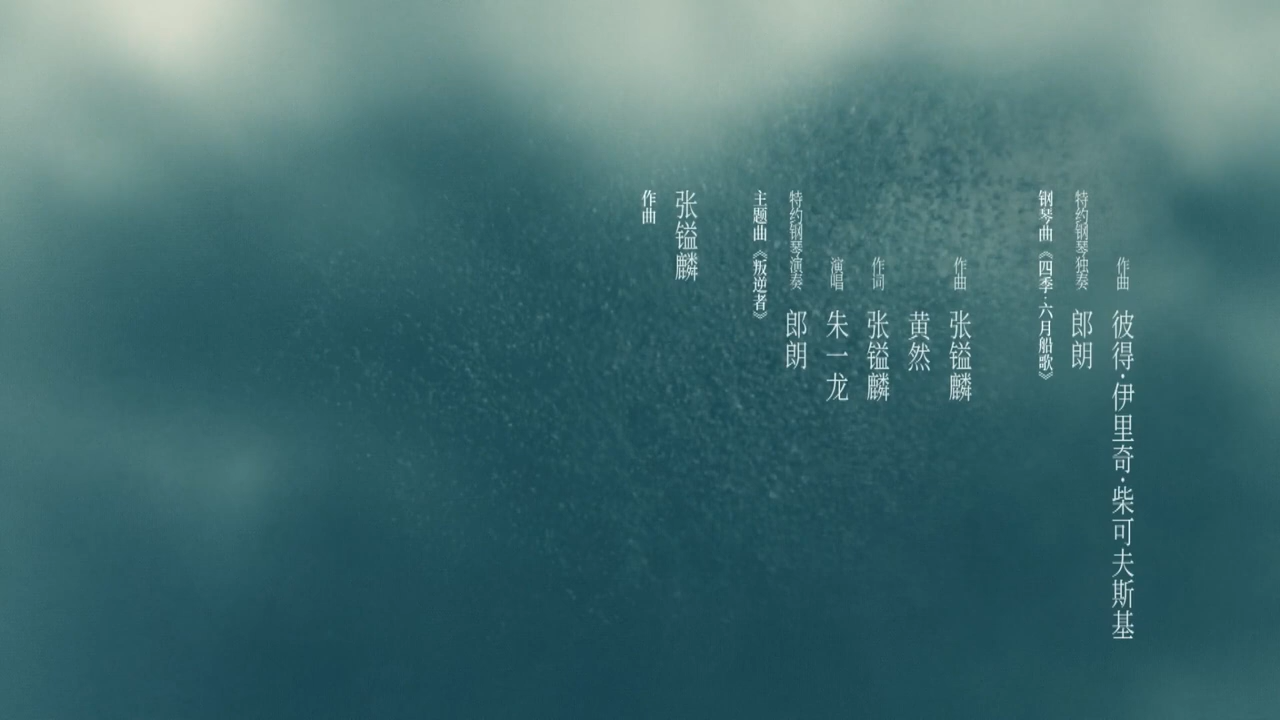 作曲
张镒麟
主题曲《叛逆者》
特约钢琴演奏
郎朗
演唱
朱一龙
作词
张镒麟
黄然
作曲
张镒麟
钢琴曲《四季·六月船歌》
特约钢琴独奏
郎朗
作曲
彼得·伊里奇·柴可夫斯基